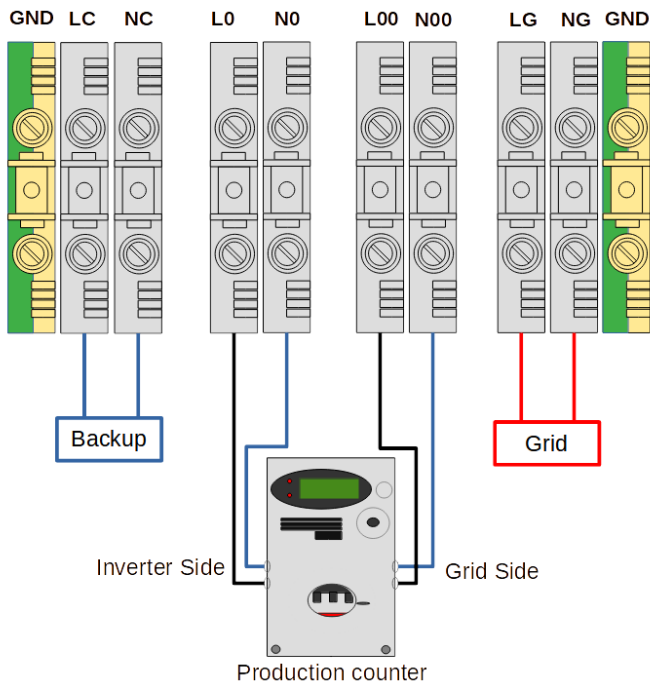 GND LC NC L0 N0 L00 N00 LG NG GND
Backup
Grid
Inverter Side
Grid Side
Production counter